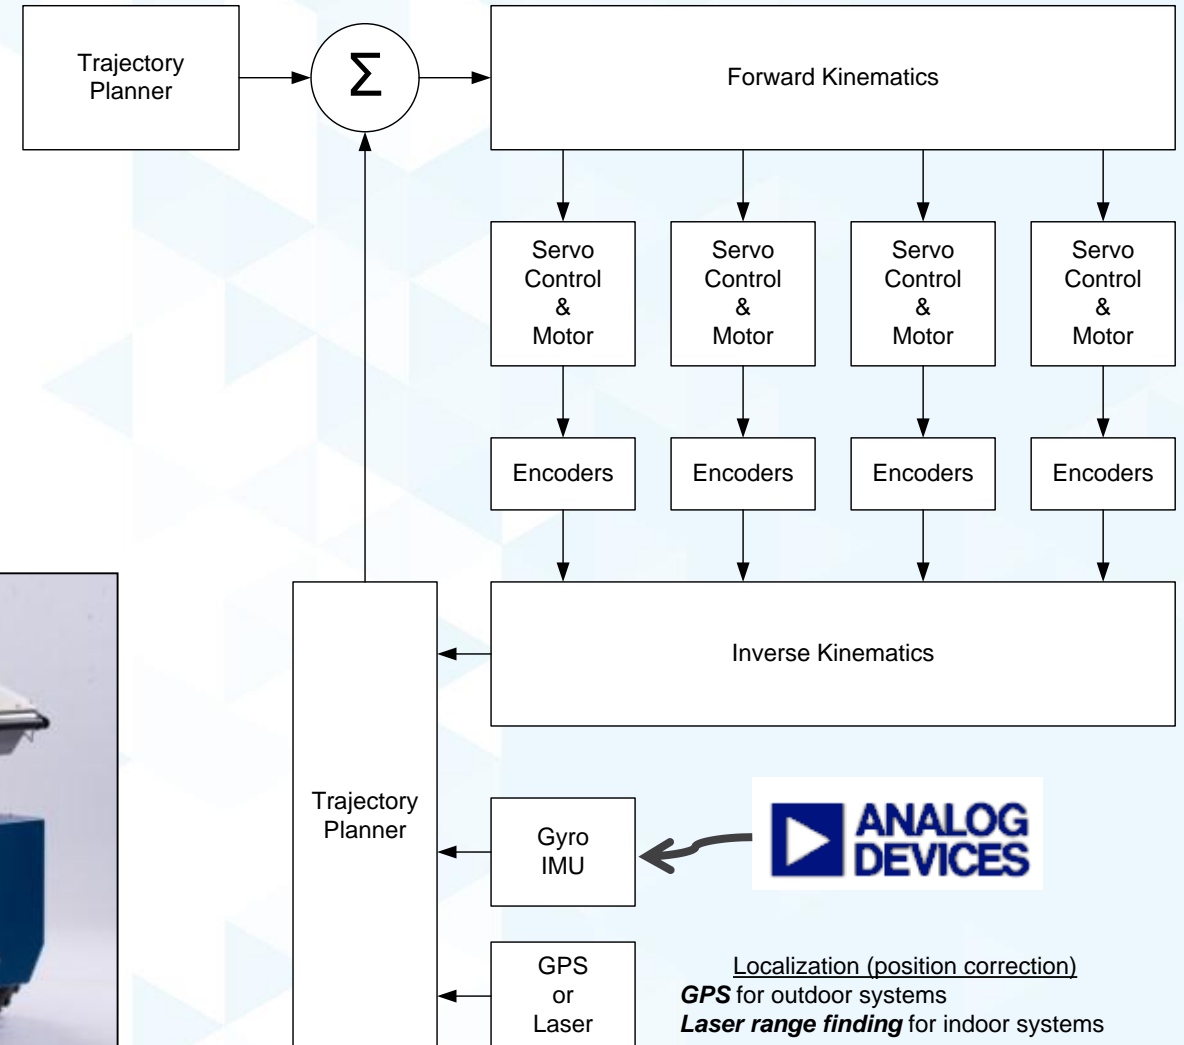 Trajectory
Planner
Σ
Forward Kinematics
Servo
Control
&
Motor
Servo
Control
&
Motor
Servo
Control
&
Motor
Servo
Control
&
Motor
Encoders
Encoders
Encoders
Encoders
Inverse Kinematics
Trajectory
Planner
Gyro
IMU
ANALOG
DEVICES
GPS
or
Laser
Localization (position correction)
GPS for outdoor systems
Laser range finding for indoor systems